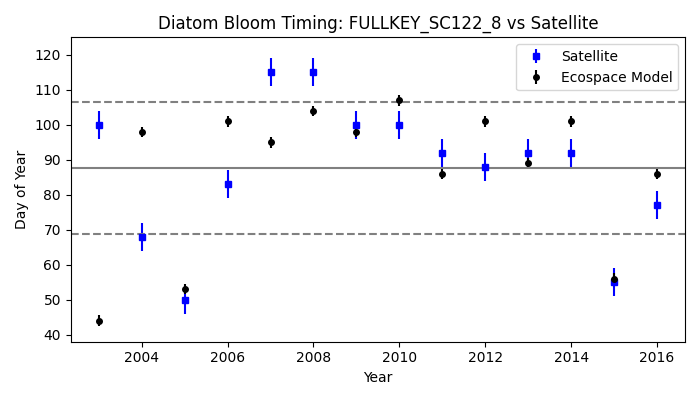 Diatom Bloom Timing: FULLKEY_SC122_8 vs Satellite
Satellite
Ecospace Model
Day of Year
120
110
100
90
80
70
60
50
40
2004 2006 2008 2010 2012 2014 2016
Year